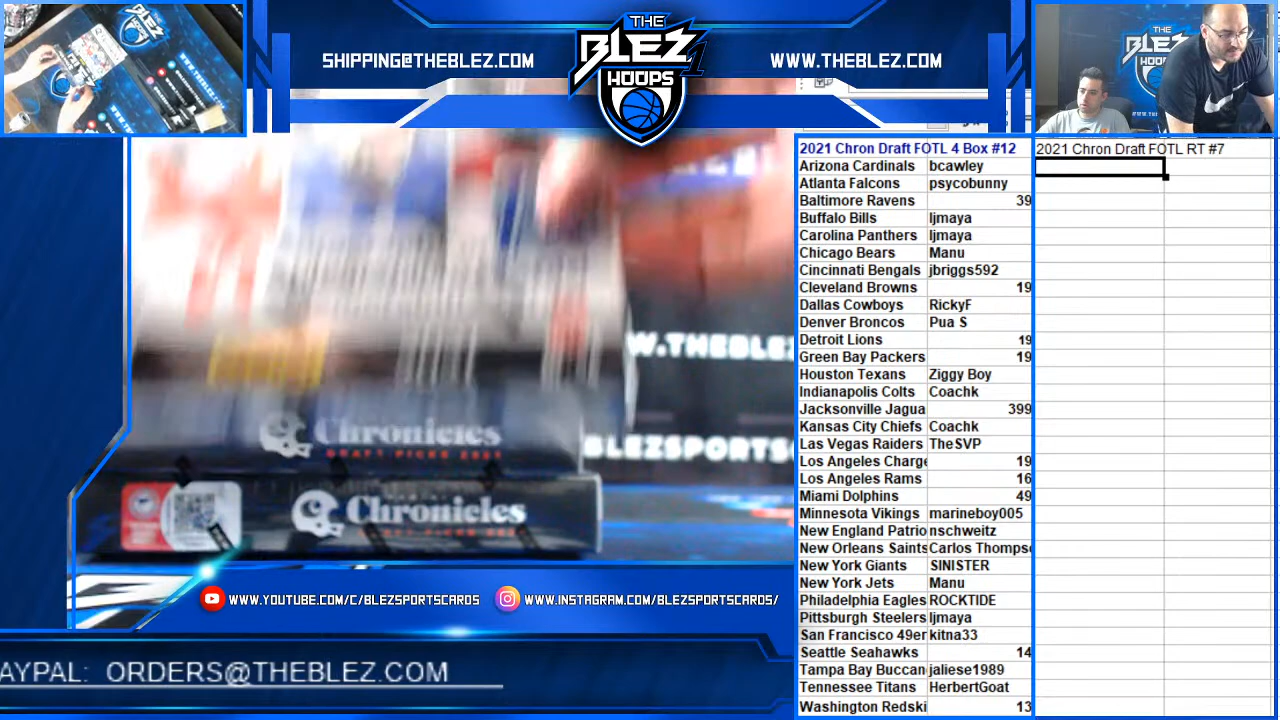 SHIPPING@THEBLEZ.COM
THE
BLEZ
HOOPS
1
WWW.THEBLEZ.COM
2021 Chron Draft FOTL 4 Box #12
2021 Chron Draft FOTL RT #7
Arizona Cardinals bcawley
Atlanta Falcons psycobunny
Baltimore Ravens 39
Buffalo Bills ljmaya
Carolina Panthers ljmaya
Chicago Bears Manu
Cincinnati Bengals jbriggs592
Cleveland Browns 19
Dallas Cowboys RickyF
Denver Broncos Pua S
Detroit Lions 19
Green Bay Packers 19
Houston Texans Ziggy Boy
Indianapolis Colts Coachk
Jacksonville Jagua 399
Kansas City Chiefs Coachk
Las Vegas Raiders TheSVP
Los Angeles Charge 19
Los Angeles Rams 16
Miami Dolphins 49
Minnesota Vikings marineboy005
New England Patrio nschweitz
New Orleans Saints Carlos Thompso
New York Giants SINISTER
New York Jets Manu
Philadelphia Eagles ROCKTIDE
Pittsburgh Steelers ljmaya
San Francisco 49er kitna33
Seattle Seahawks 14
Tampa Bay Buccan jaliese1989
Tennessee Titans HerbertGoat
Washington Redski 13
W.THEBLEZ
BLEZSPORTSC
Chronicles
DRAFT PICKS 2021
Chronicles
WWW.YOUTUBE.COM/C/BLEZSPORTSCARDS
WWW.INSTAGRAM.COM/BLEZSPORTSCARDS/
AYPAL: ORDERS@THEBLEZ.COM